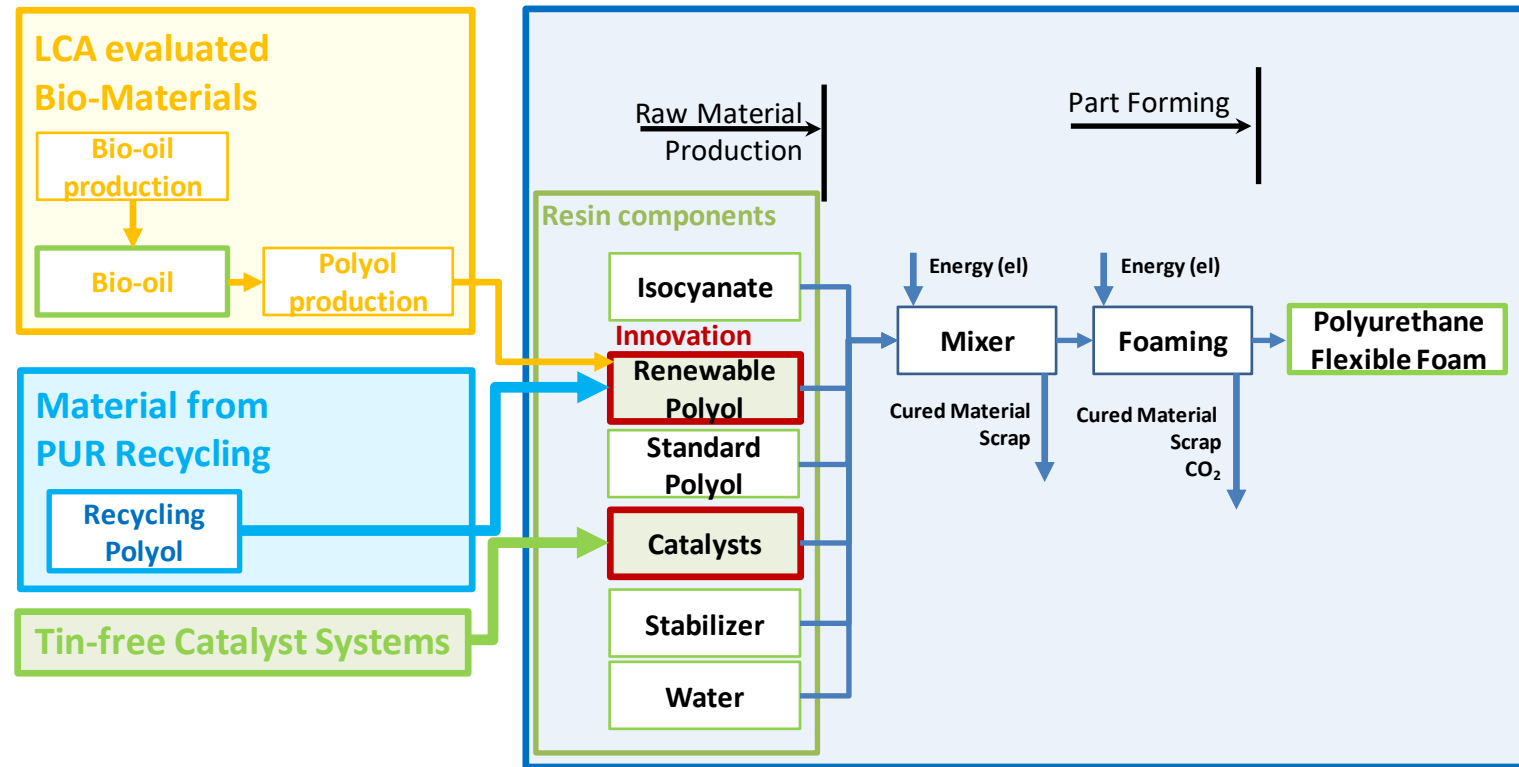 LCA evaluated
Bio-Materials
Bio-oil
production
Bio-oil
Polyol
production
Material from
PUR Recycling
Recycling
Polyol
Tin-free Catalyst Systems
Raw Material
Production
Part Forming
Resin components
Isocyanate
Innovation
Renewable
Polyol
Standard
Polyol
Catalysts
Stabilizer
Water
Energy (el)
Mixer
Cured Material
Scrap
Energy (el)
Foaming
Cured Material
Scrap
CO₂
Polyurethane
Flexible Foam